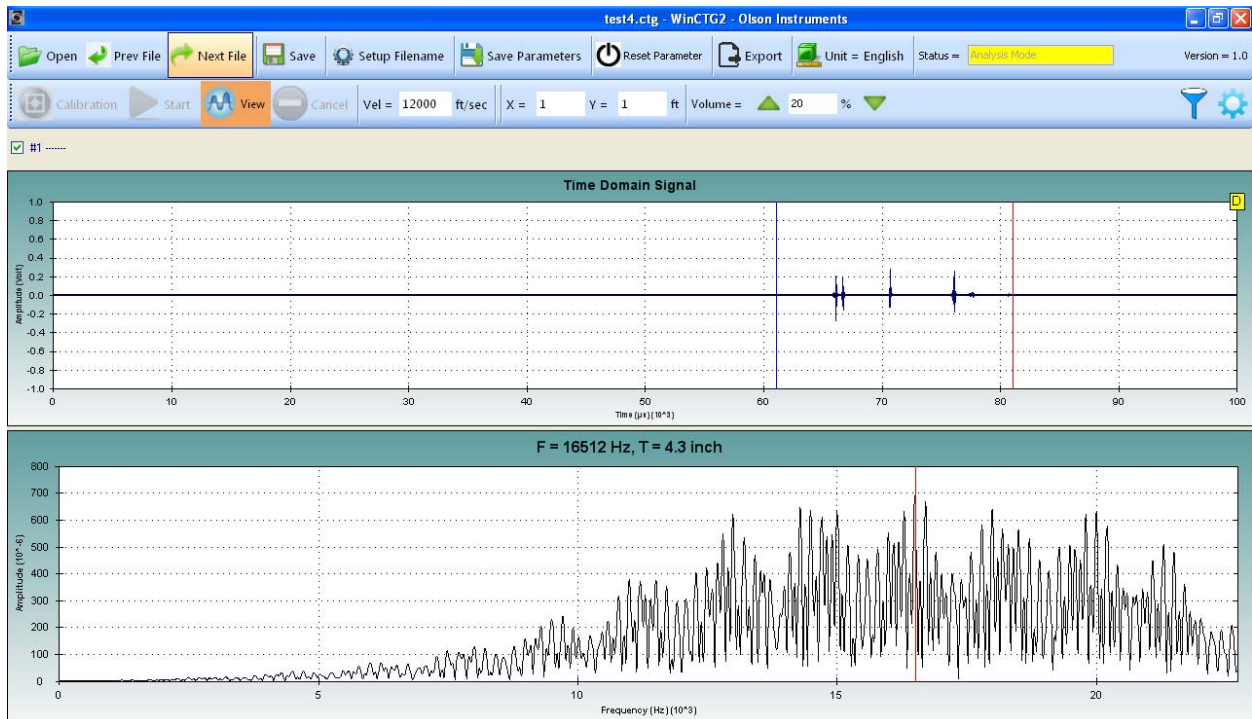 test4.ctg - WinCTG2 - Olson Instruments
Open Prev File Next File Save Setup Filename Save Parameters Reset Parameter Export Unit = English Status = Analysis Mode Version = 1.0
Calibration Start View Cancel Vel = 12000 ft/sec X = 1 Y = 1 ft Volume = 20 %
#1 -------
Time Domain Signal
D
Amplitude (Volt)
1.0
0.8
0.6
0.4
0.2
0.0
-0.2
-0.4
-0.6
-0.8
-1.0
0 10 20 30 40 50 60 70 80 90 100
Time (µs) (10^3)
F = 16512 Hz, T = 4.3 inch
Amplitude (10^-6)
800
700
600
500
400
300
200
100
0
0 5 10 15 20
Frequency (Hz) (10^3)